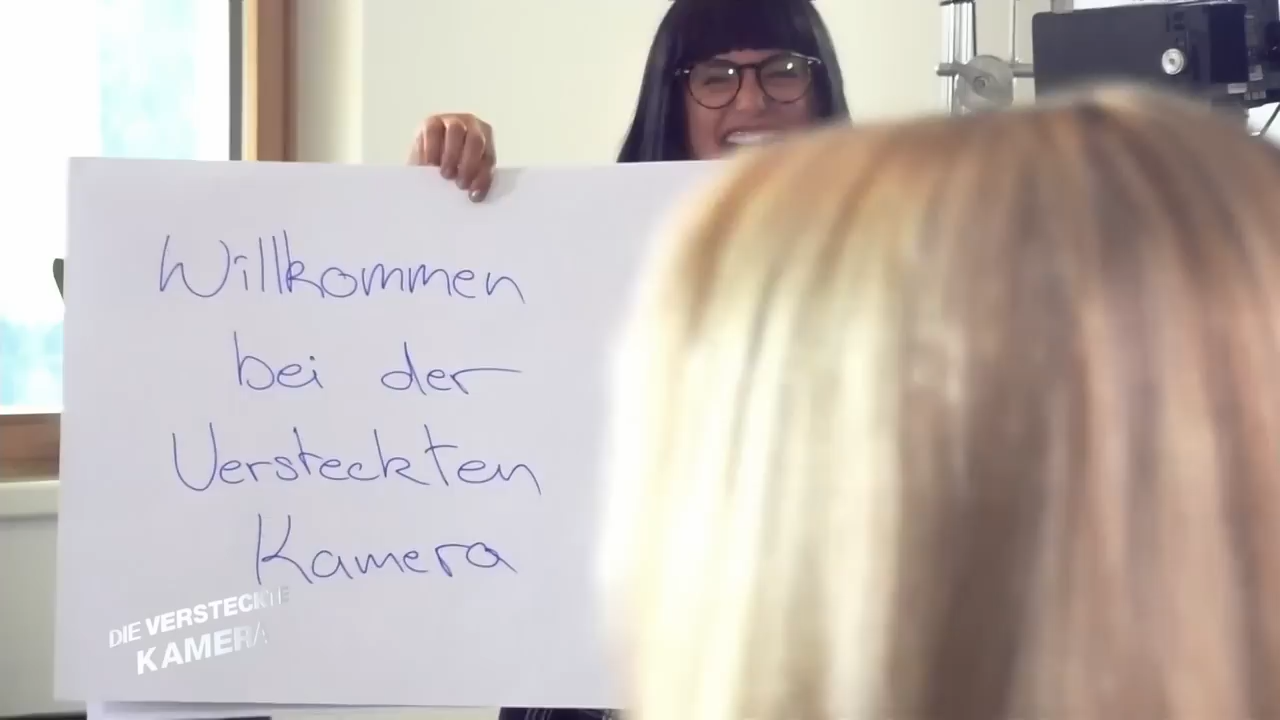 Willkommen
bei der
Versteckten
Kamera
DIE VERSTECKTE
KAMERA